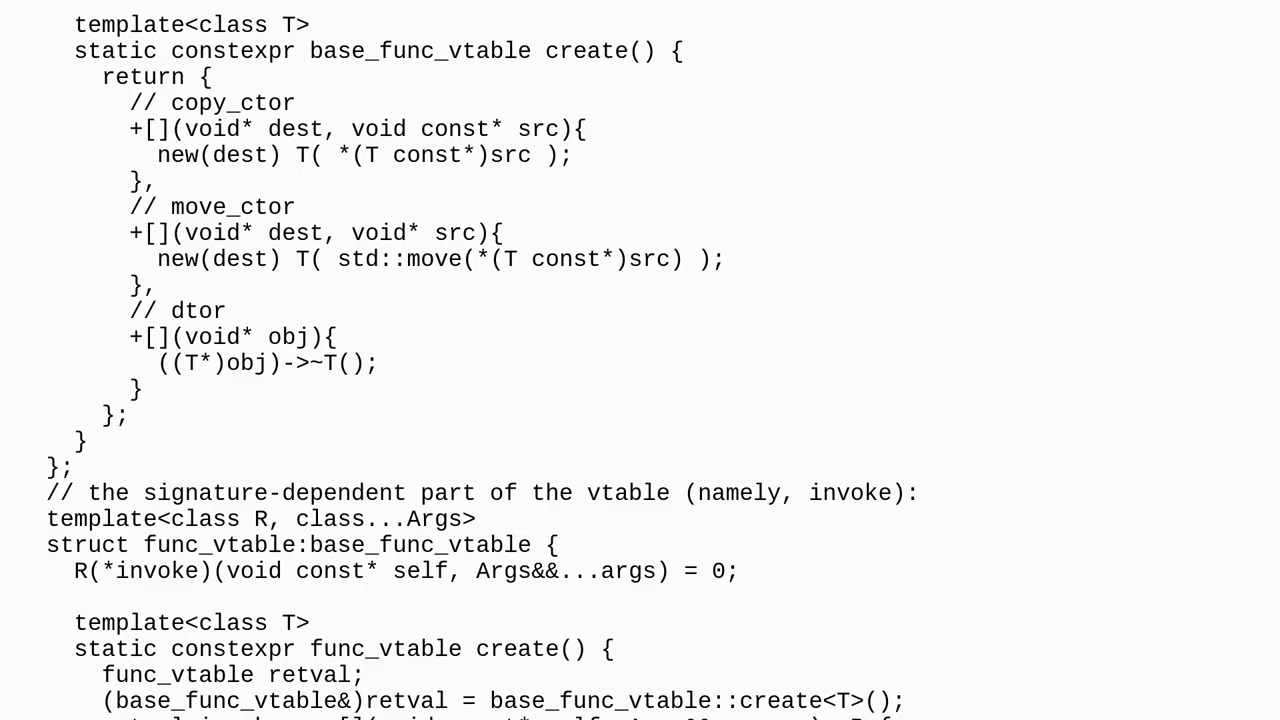 template<class T>
static constexpr base_func_vtable create() {
return {
// copy_ctor
+[](void* dest, void const* src){
new(dest) T( *(T const*)src );
},
// move_ctor
+[](void* dest, void* src){
new(dest) T( std::move(*(T const*)src) );
},
// dtor
+[](void* obj){
((T*)obj)->~T();
}
};
}
};
// the signature-dependent part of the vtable (namely, invoke):
template<class R, class...Args>
struct func_vtable:base_func_vtable {
R(*invoke)(void const* self, Args&&...args) = 0;
template<class T>
static constexpr func_vtable create() {
func_vtable retval;
(base_func_vtable&)retval = base_func_vtable::create<T>();